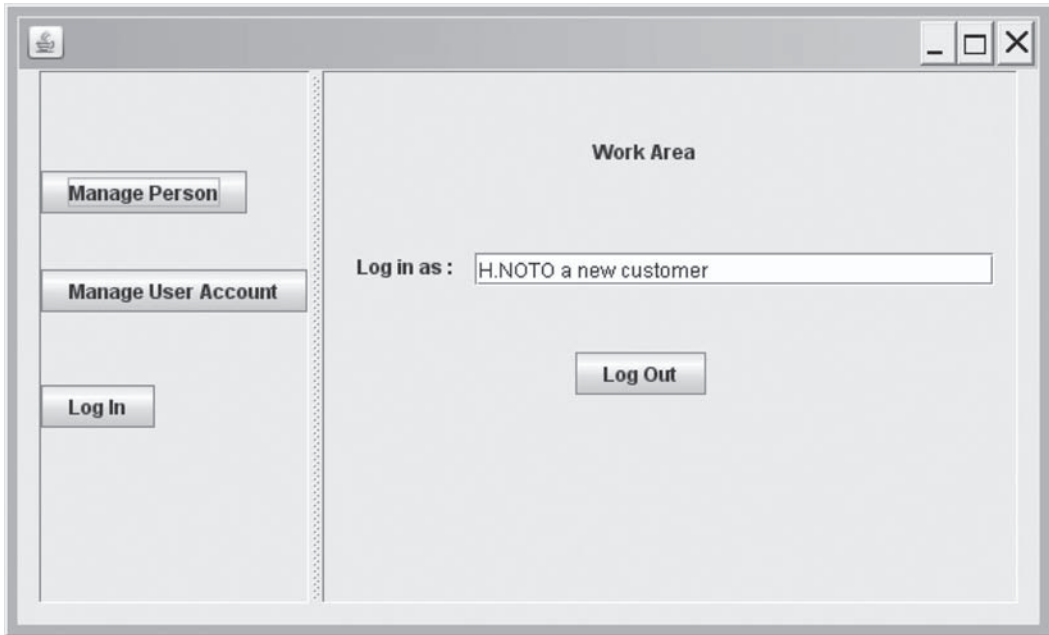 Manage Person
Manage User Account
Log In
Work Area
Log in as :
H.NOTO a new customer
Log Out